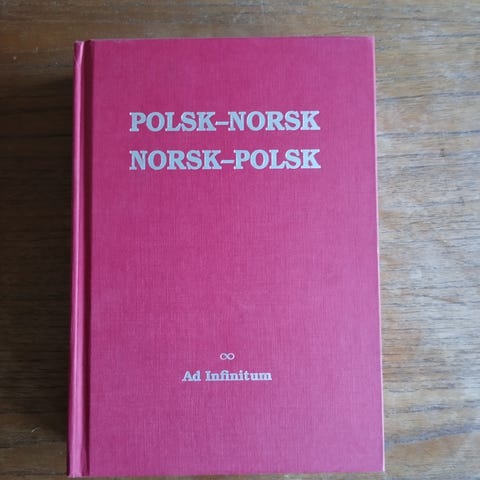 POLSK–NORSK
NORSK–POLSK
∞
Ad Infinitum